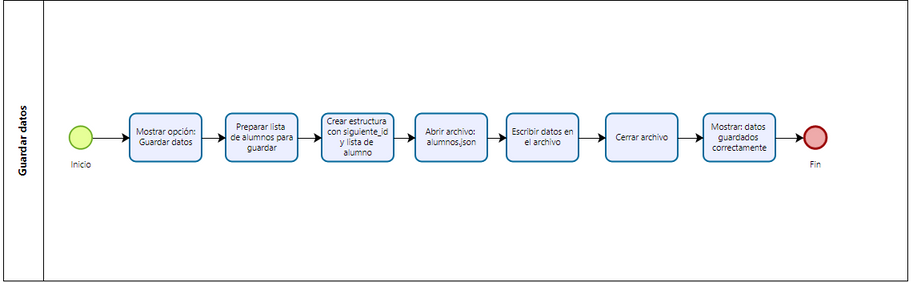 Guardar datos
Inicio
Mostrar opción:
Guardar datos
Preparar lista
de alumnos para
guardar
Crear estructura
con siguiente_id
y lista de
alumno
Abrir archivo:
alumnos.json
Escribir datos en
el archivo
Cerrar archivo
Mostrar: datos
guardados
correctamente
Fin